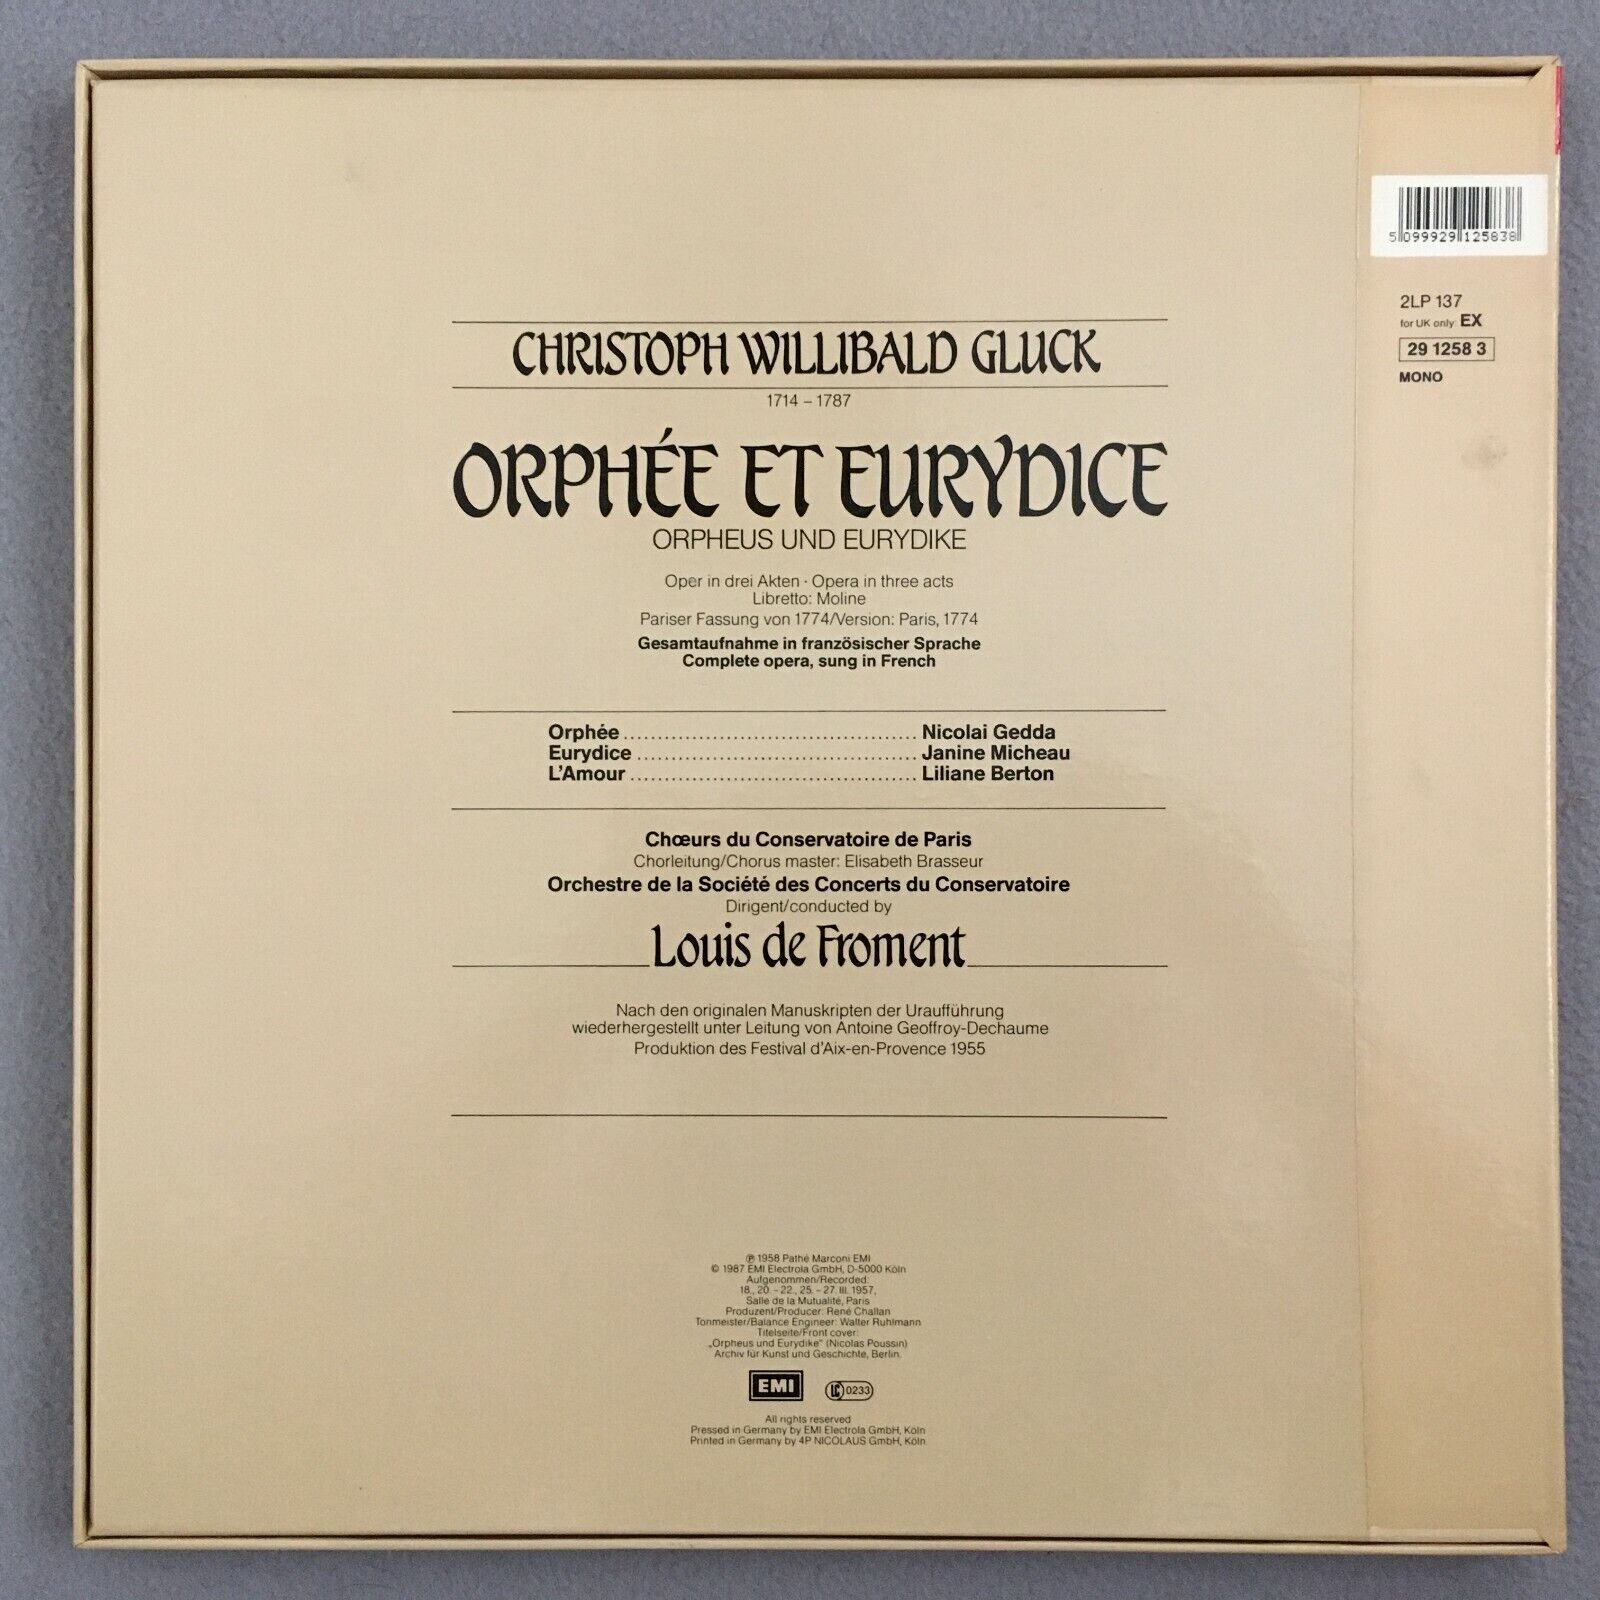 5 099929 125838
2LP 137
for UK only EX
29 1258 3
MONO
CHRISTOPH WILLIBALD GLUCK
1714 – 1787
ORPHÉE ET EURYDICE
ORPHEUS UND EURYDIKE
Oper in drei Akten · Opera in three acts
Libretto: Moline
Pariser Fassung von 1774/Version: Paris, 1774
Gesamtaufnahme in französischer Sprache
Complete opera, sung in French
Orphée ........................................... Nicolai Gedda
Eurydice ......................................... Janine Micheau
L'Amour .......................................... Liliane Berton
Chœurs du Conservatoire de Paris
Chorleitung/Chorus master: Elisabeth Brasseur
Orchestre de la Société des Concerts du Conservatoire
Dirigent/conducted by
Louis de Froment
Nach den originalen Manuskripten der Uraufführung
wiederhergestellt unter Leitung von Antoine Geoffroy-Dechaume
Produktion des Festival d'Aix-en-Provence 1955
℗ 1958 Pathé Marconi EMI
© 1987 EMI Electrola GmbH, D-5000 Köln
Aufgenommen/Recorded:
18., 20. – 22., 25. – 27. III. 1957,
Salle de la Mutualité, Paris
Produzent/Producer: René Challan
Tonmeister/Balance Engineer: Walter Ruhlmann
Titelseite/Front cover:
„Orpheus und Eurydike“ (Nicolas Poussin)
Archiv für Kunst und Geschichte, Berlin.
EMI LC 0233
All rights reserved
Pressed in Germany by EMI Electrola GmbH, Köln
Printed in Germany by 4P NICOLAUS GmbH, Köln